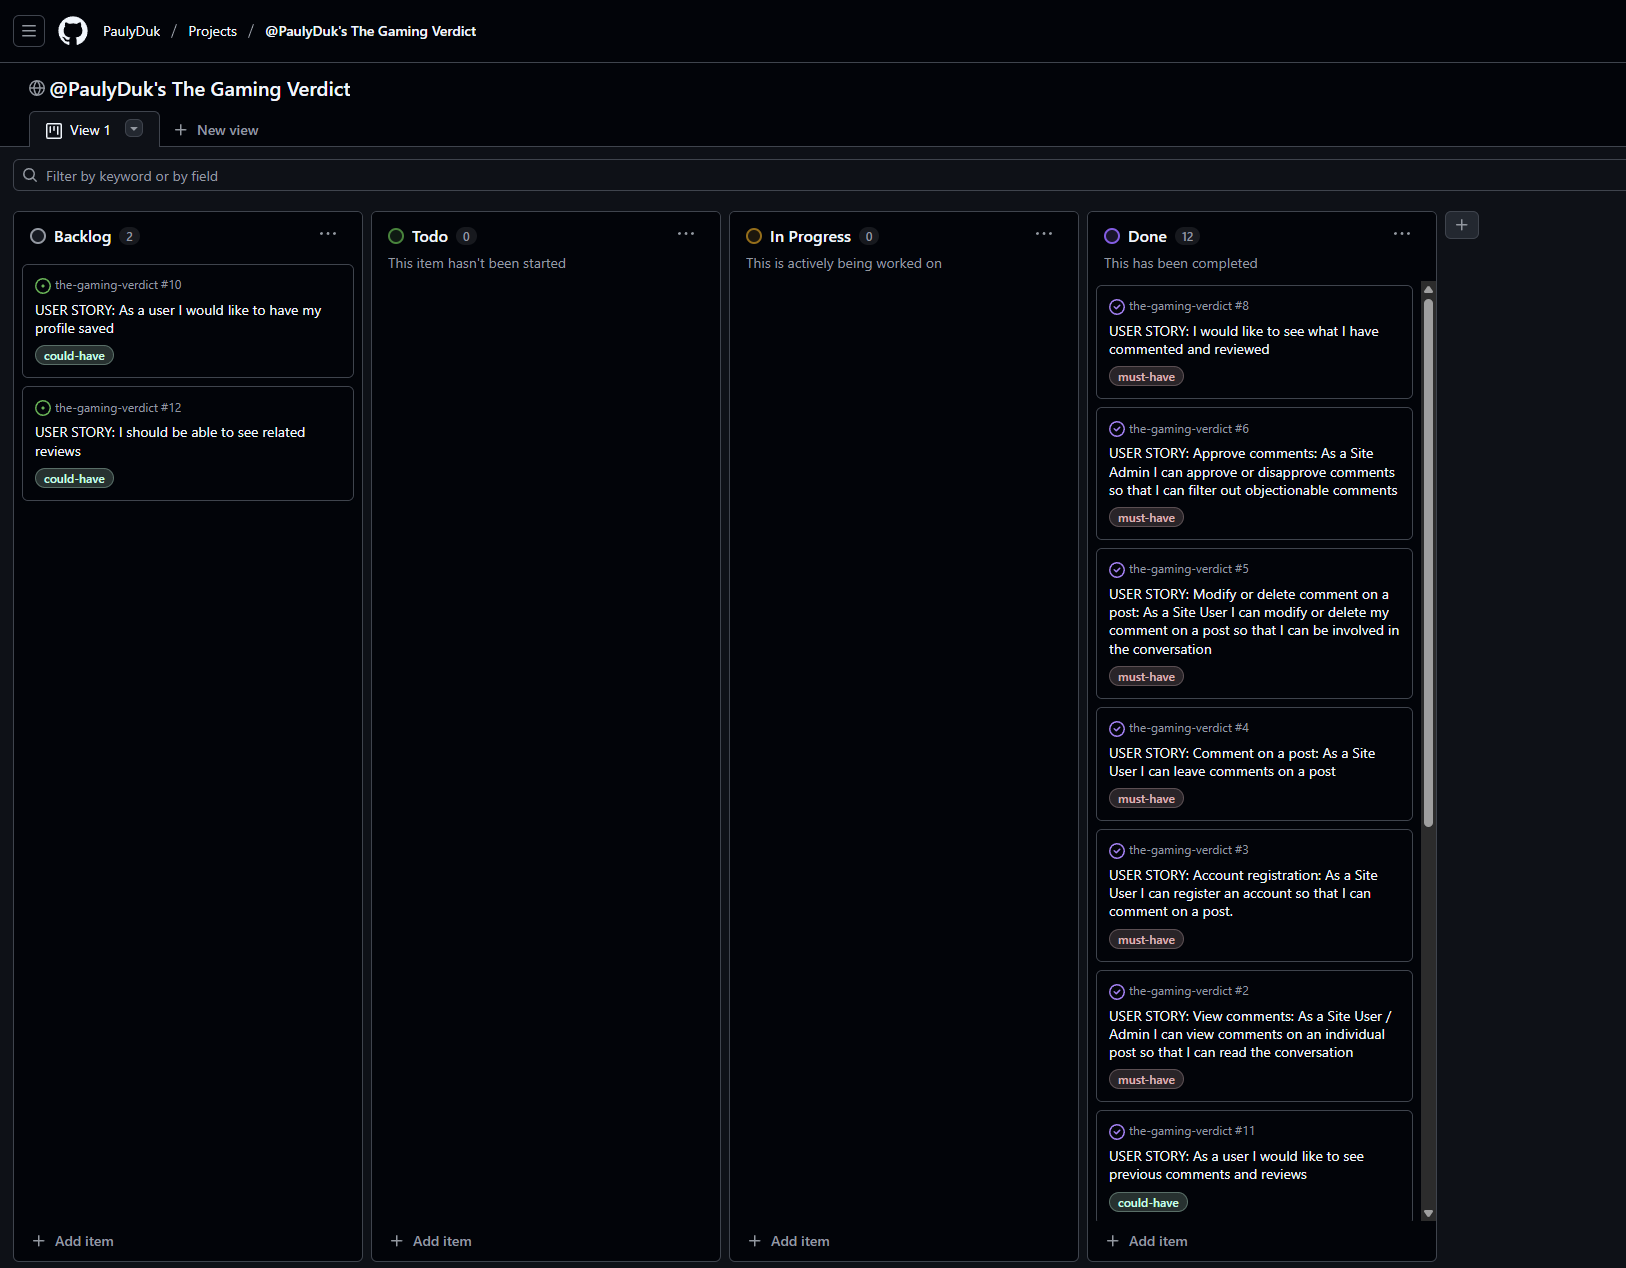 PaulyDuk / Projects / @PaulyDuk's The Gaming Verdict
@PaulyDuk's The Gaming Verdict
View 1
New view
Filter by keyword or by field
Backlog 2
the-gaming-verdict #10
USER STORY: As a user I would like to have my
profile saved
could-have
the-gaming-verdict #12
USER STORY: I should be able to see related
reviews
could-have
Add item
Todo 0
This item hasn't been started
Add item
In Progress 0
This is actively being worked on
Add item
Done 12
This has been completed
the-gaming-verdict #8
USER STORY: I would like to see what I have
commented and reviewed
must-have
the-gaming-verdict #6
USER STORY: Approve comments: As a Site
Admin I can approve or disapprove comments
so that I can filter out objectionable comments
must-have
the-gaming-verdict #5
USER STORY: Modify or delete comment on a
post: As a Site User I can modify or delete my
comment on a post so that I can be involved in
the conversation
must-have
the-gaming-verdict #4
USER STORY: Comment on a post: As a Site
User I can leave comments on a post
must-have
the-gaming-verdict #3
USER STORY: Account registration: As a Site
User I can register an account so that I can
comment on a post.
must-have
the-gaming-verdict #2
USER STORY: View comments: As a Site User /
Admin I can view comments on an individual
post so that I can read the conversation
must-have
the-gaming-verdict #11
USER STORY: As a user I would like to see
previous comments and reviews
could-have
Add item